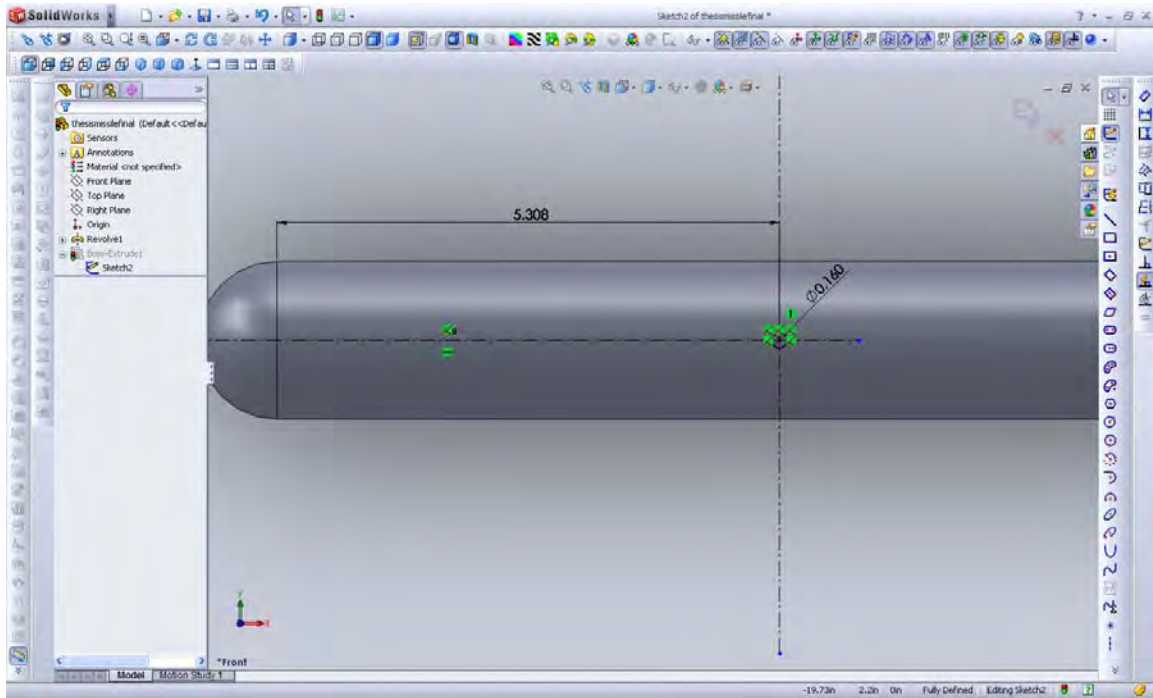 SolidWorks
Sketch2 of thesismisslefinal *
thesismisslefinal (Default<<Defau
Sensors
Annotations
Material <not specified>
Front Plane
Top Plane
Right Plane
Origin
Revolve1
Boss-Extrude1
Sketch2
5.308
Ø0.160
Y
X
*Front
Model
Motion Study 1
-19.73in
2.2in
0in
Fully Defined
Editing Sketch2